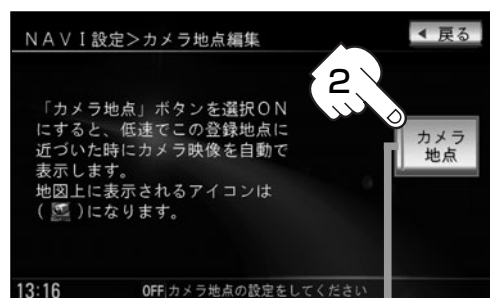 NAVI設定>カメラ地点編集
◀ 戻る
2
「カメラ地点」ボタンを選択ON
にすると、低速でこの登録地点に
近づいた時にカメラ映像を自動で
表示します。
地図上に表示されるアイコンは
( )になります。
カメラ
地点
13:16
OFF カメラ地点の設定をしてください